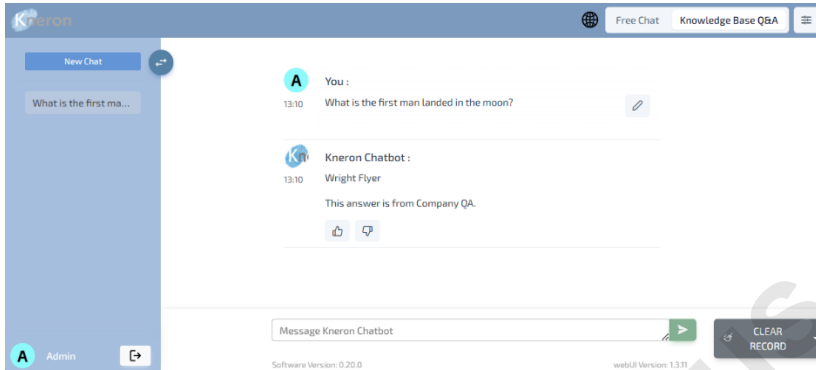 Kneron
Free Chat
Knowledge Base Q&A
New Chat
What is the first ma...
A
You :
13:10
What is the first man landed in the moon?
Kn
Kneron Chatbot :
13:10
Wright Flyer
This answer is from Company QA.
Message Kneron Chatbot
CLEAR
RECORD
A
Admin
Software Version: 0.20.0
webUI Version: 1.3.11